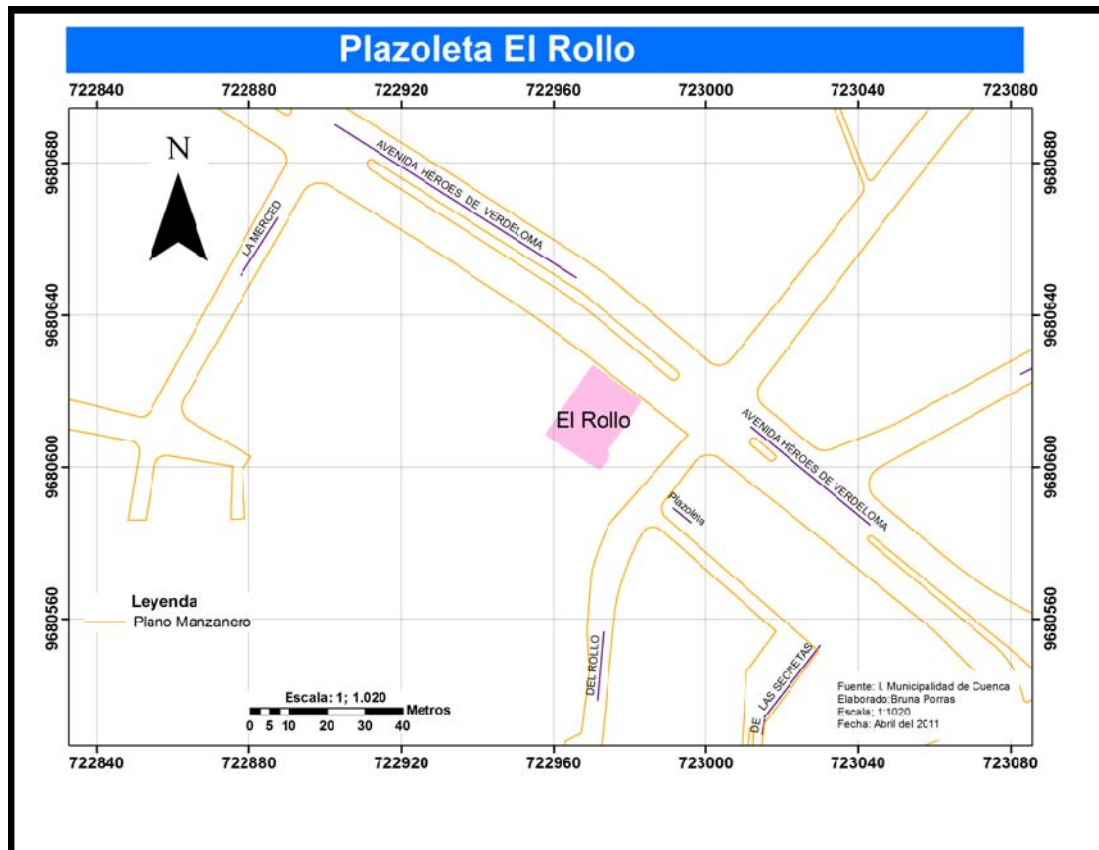 Plazoleta El Rollo
722840 722880 722920 722960 723000 723040 723080
9680680
9680640
9680600
9680560
9680680
9680640
9680600
9680560
N
AVENIDA HÉROES DE VERDELOMA
LA MERCED
El Rollo
AVENIDA HÉROES DE VERDELOMA
Plazoleta
DEL ROLLO
DE LAS SECRETAS
Leyenda
Plano Manzanero
Escala: 1; 1.020
Metros
0 5 10 20 30 40
Fuente: I. Municipalidad de Cuenca
Elaborado:Bruna Porras
Escala; 1:1020
Fecha: Abril del 2011
722840 722880 722920 722960 723000 723040 723080